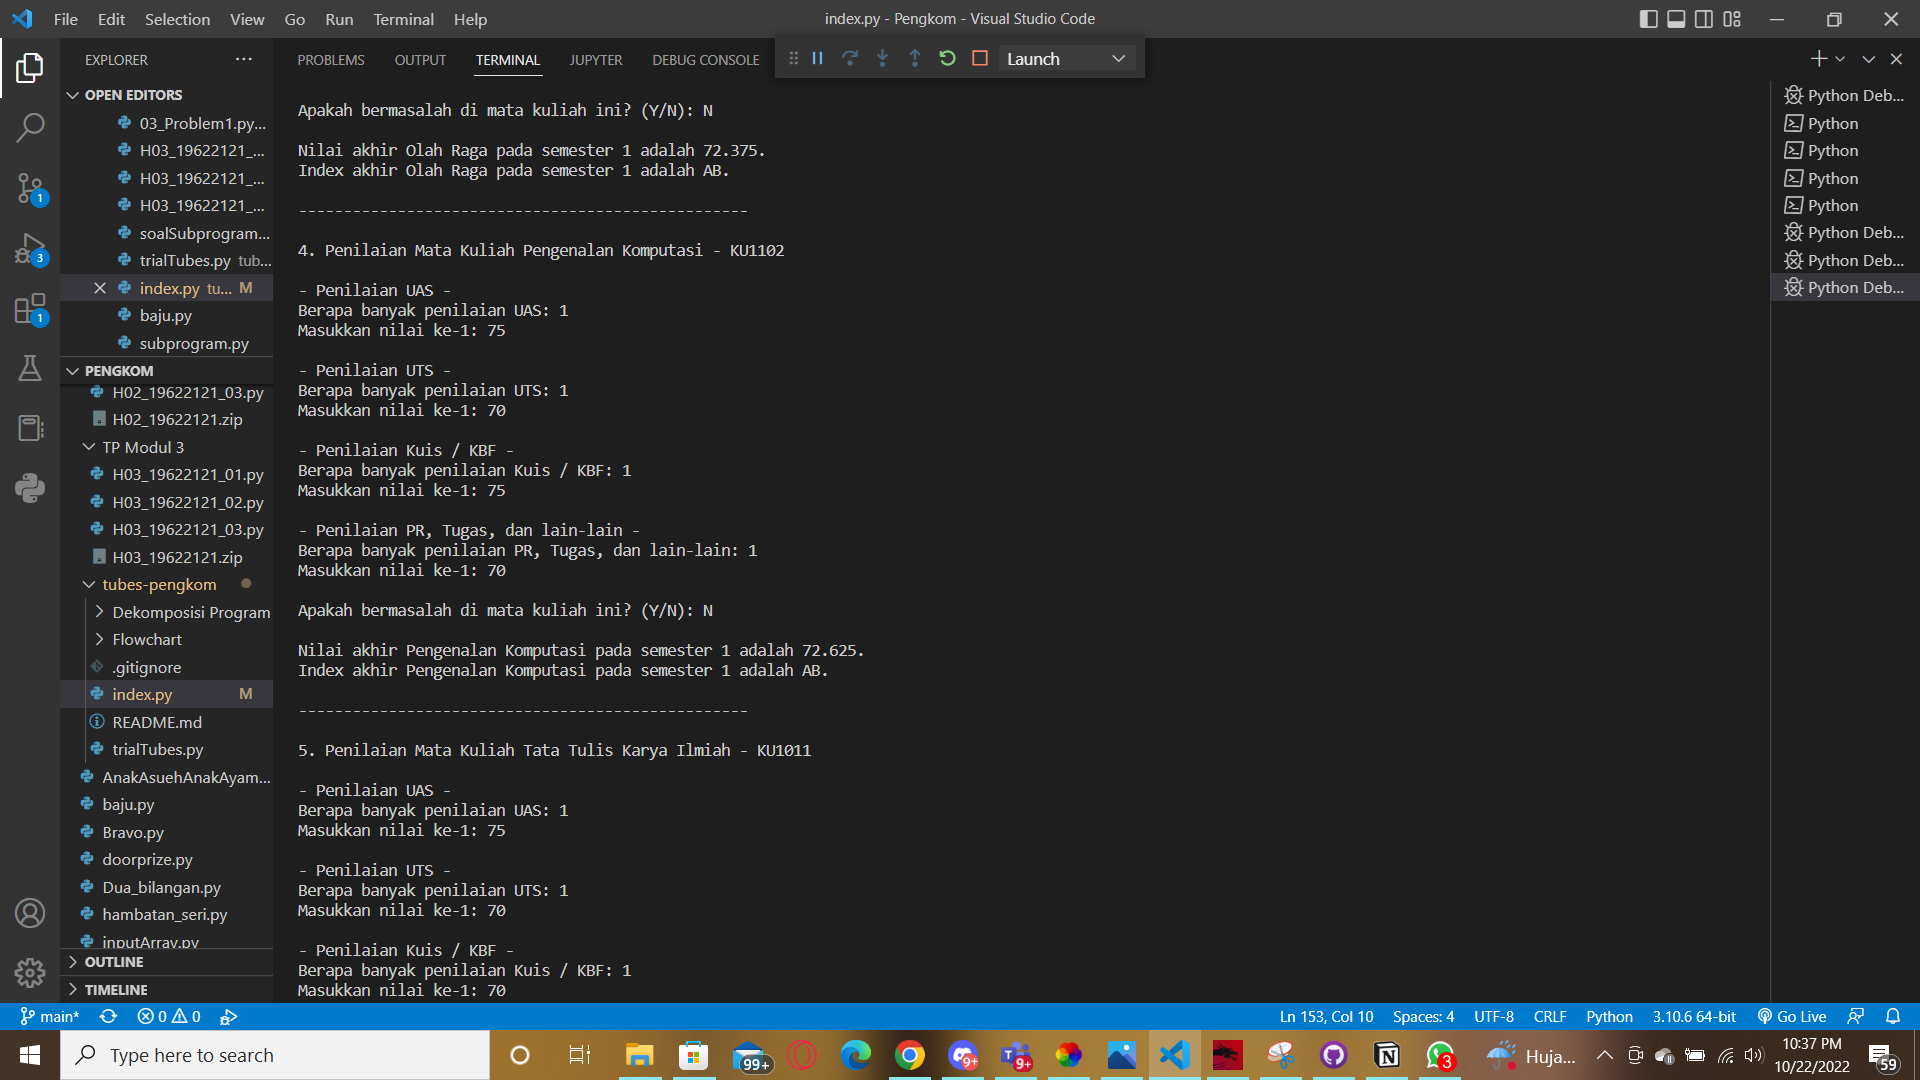 File Edit Selection View Go Run Terminal Help
index.py - Pengkom - Visual Studio Code
EXPLORER
OPEN EDITORS
03_Problem1.py...
H03_19622121_...
H03_19622121_...
H03_19622121_...
soalSubprogram...
trialTubes.py tub...
index.py tu... M
baju.py
subprogram.py
PENGKOM
H02_19622121_03.py
H02_19622121.zip
TP Modul 3
H03_19622121_01.py
H03_19622121_02.py
H03_19622121_03.py
H03_19622121.zip
tubes-pengkom
Dekomposisi Program
Flowchart
.gitignore
index.py M
README.md
trialTubes.py
AnakAsuehAnakAyam...
baju.py
Bravo.py
doorprize.py
Dua_bilangan.py
hambatan_seri.py
inputArray.py
OUTLINE
TIMELINE
1
3
1
PROBLEMS OUTPUT TERMINAL JUPYTER DEBUG CONSOLE
Launch
Apakah bermasalah di mata kuliah ini? (Y/N): N
Nilai akhir Olah Raga pada semester 1 adalah 72.375.
Index akhir Olah Raga pada semester 1 adalah AB.
--------------------------------------------------
4. Penilaian Mata Kuliah Pengenalan Komputasi - KU1102
- Penilaian UAS -
Berapa banyak penilaian UAS: 1
Masukkan nilai ke-1: 75
- Penilaian UTS -
Berapa banyak penilaian UTS: 1
Masukkan nilai ke-1: 70
- Penilaian Kuis / KBF -
Berapa banyak penilaian Kuis / KBF: 1
Masukkan nilai ke-1: 75
- Penilaian PR, Tugas, dan lain-lain -
Berapa banyak penilaian PR, Tugas, dan lain-lain: 1
Masukkan nilai ke-1: 70
Apakah bermasalah di mata kuliah ini? (Y/N): N
Nilai akhir Pengenalan Komputasi pada semester 1 adalah 72.625.
Index akhir Pengenalan Komputasi pada semester 1 adalah AB.
--------------------------------------------------
5. Penilaian Mata Kuliah Tata Tulis Karya Ilmiah - KU1011
- Penilaian UAS -
Berapa banyak penilaian UAS: 1
Masukkan nilai ke-1: 75
- Penilaian UTS -
Berapa banyak penilaian UTS: 1
Masukkan nilai ke-1: 70
- Penilaian Kuis / KBF -
Berapa banyak penilaian Kuis / KBF: 1
Masukkan nilai ke-1: 70
Python Deb...
Python
Python
Python
Python
Python Deb...
Python Deb...
Python Deb...
main* 0 0
Ln 153, Col 10 Spaces: 4 UTF-8 CRLF Python 3.10.6 64-bit Go Live
Type here to search
99+
9+
9+
3
Huja...
10:37 PM
10/22/2022
59